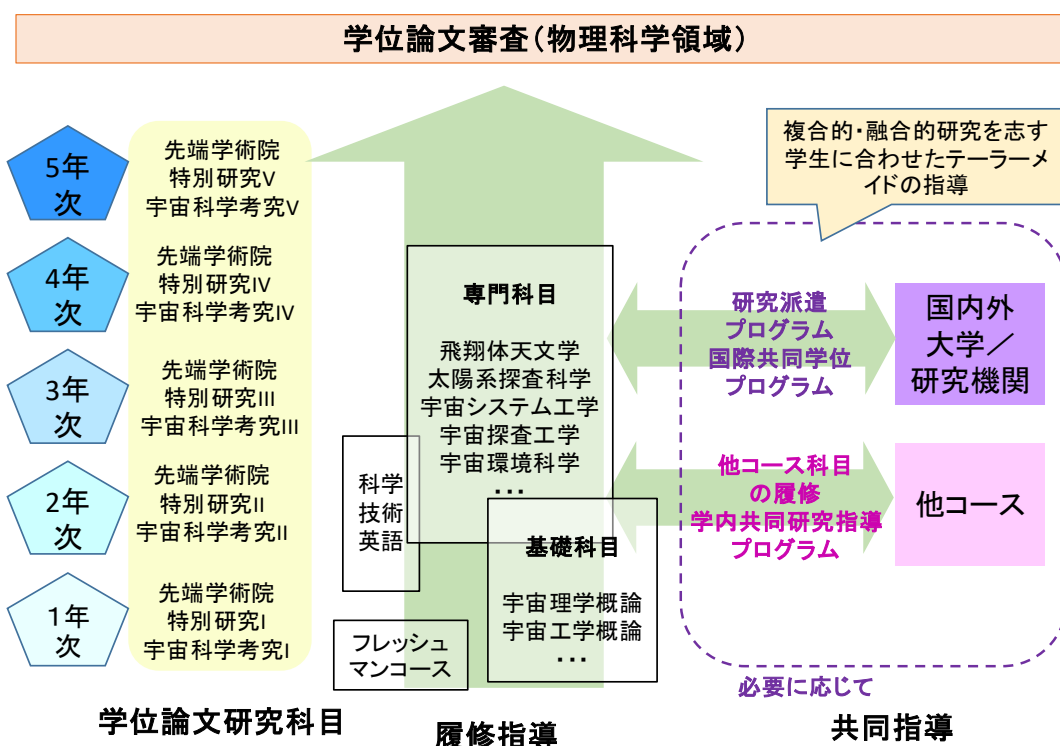 学位論文審査(物理科学領域)
5年
次
先端学術院
特別研究V
宇宙科学考究V
4年
次
先端学術院
特別研究IV
宇宙科学考究IV
3年
次
先端学術院
特別研究III
宇宙科学考究III
2年
次
先端学術院
特別研究II
宇宙科学考究II
1年
次
先端学術院
特別研究I
宇宙科学考究I
学位論文研究科目
専門科目
飛翔体天文学
太陽系探査科学
宇宙システム工学
宇宙探査工学
宇宙環境科学
・・・
科学
技術
英語
基礎科目
宇宙理学概論
宇宙工学概論
・・・
フレッシュ
マンコース
履修指導
複合的・融合的研究を志す
学生に合わせたテーラーメ
イドの指導
研究派遣
プログラム
国際共同学位
プログラム
国内外
大学／
研究機関
他コース科目
の履修
学内共同研究指導
プログラム
他コース
必要に応じて
共同指導